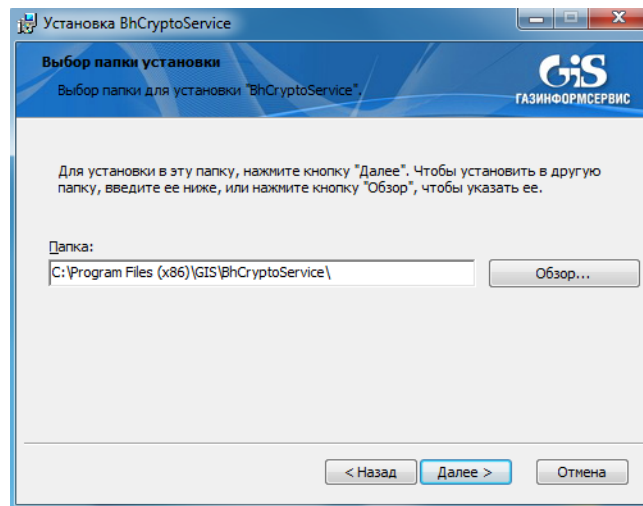 Установка BhCryptoService
Выбор папки установки
Выбор папки для установки "BhCryptoService".
GiS
ГАЗИНФОРМСЕРВИС
Для установки в эту папку, нажмите кнопку "Далее". Чтобы установить в другую
папку, введите ее ниже, или нажмите кнопку "Обзор", чтобы указать ее.
Папка:
C:\Program Files (x86)\GIS\BhCryptoService\
Обзор...
< Назад
Далее >
Отмена